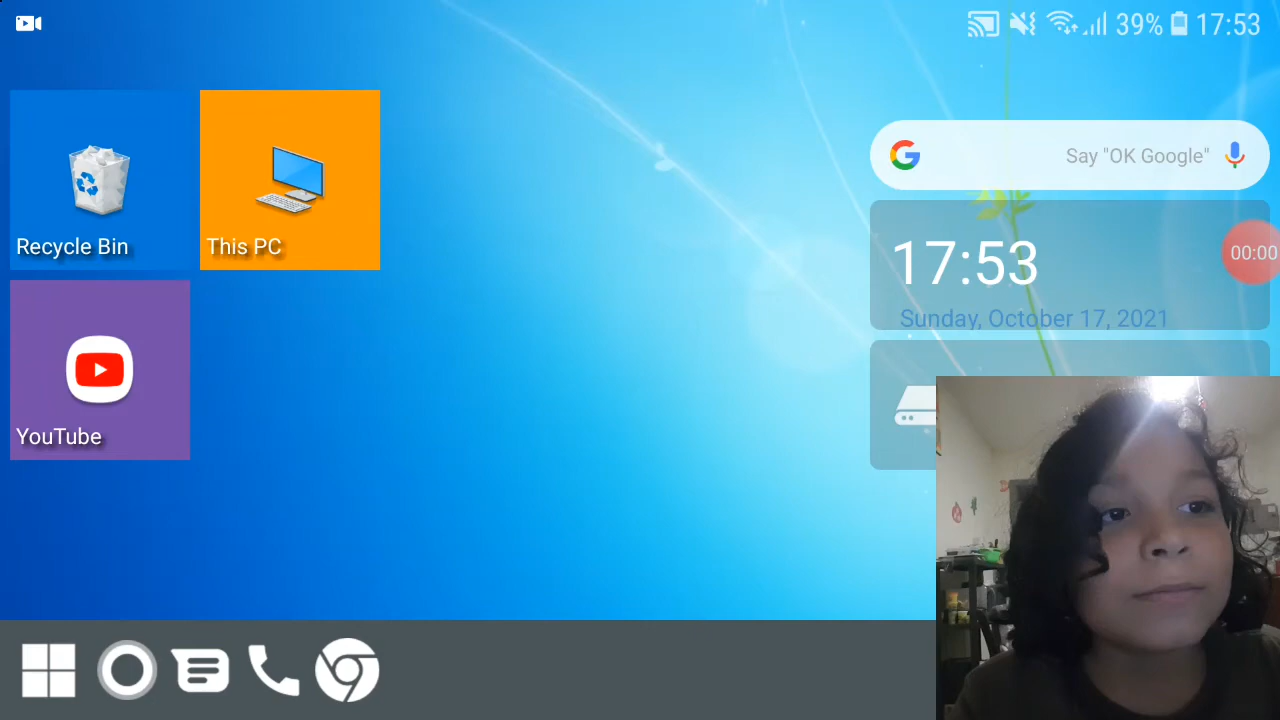 39% 17:53
Say "OK Google"
Recycle Bin
This PC
17:53
00:00
Sunday, October 17, 2021
YouTube